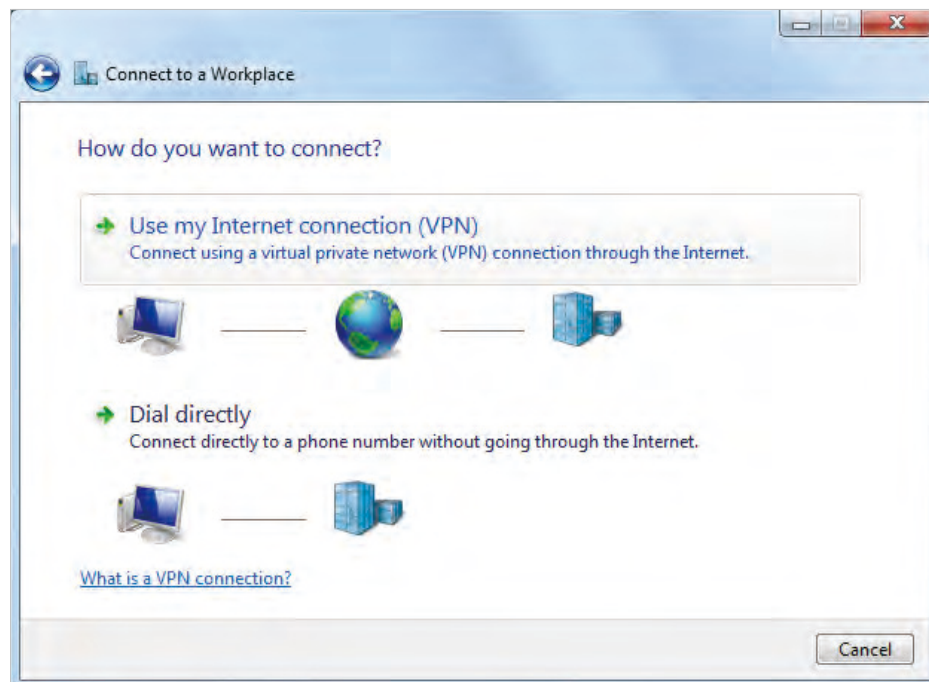 Connect to a Workplace
How do you want to connect?
Use my Internet connection (VPN)
Connect using a virtual private network (VPN) connection through the Internet.
Dial directly
Connect directly to a phone number without going through the Internet.
What is a VPN connection?
Cancel